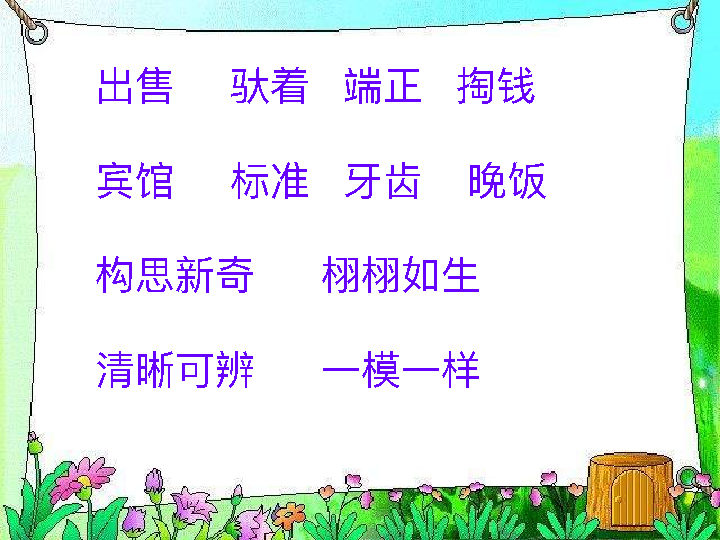 出售 驮着 端正 掏钱
宾馆 标准 牙齿 晚饭
构思新奇 栩栩如生
清晰可辨 一模一样